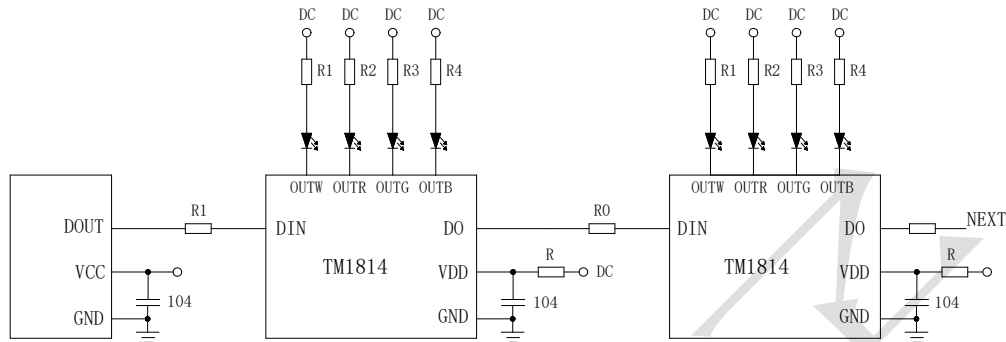 DC DC DC DC DC DC DC DC
R1 R2 R3 R4 R1 R2 R3 R4
OUTW OUTR OUTG OUTB OUTW OUTR OUTG OUTB
DOUT R1 DIN DO R0 DIN DO NEXT
VCC TM1814 VDD R DC TM1814 VDD R
104 104 104
GND GND GND